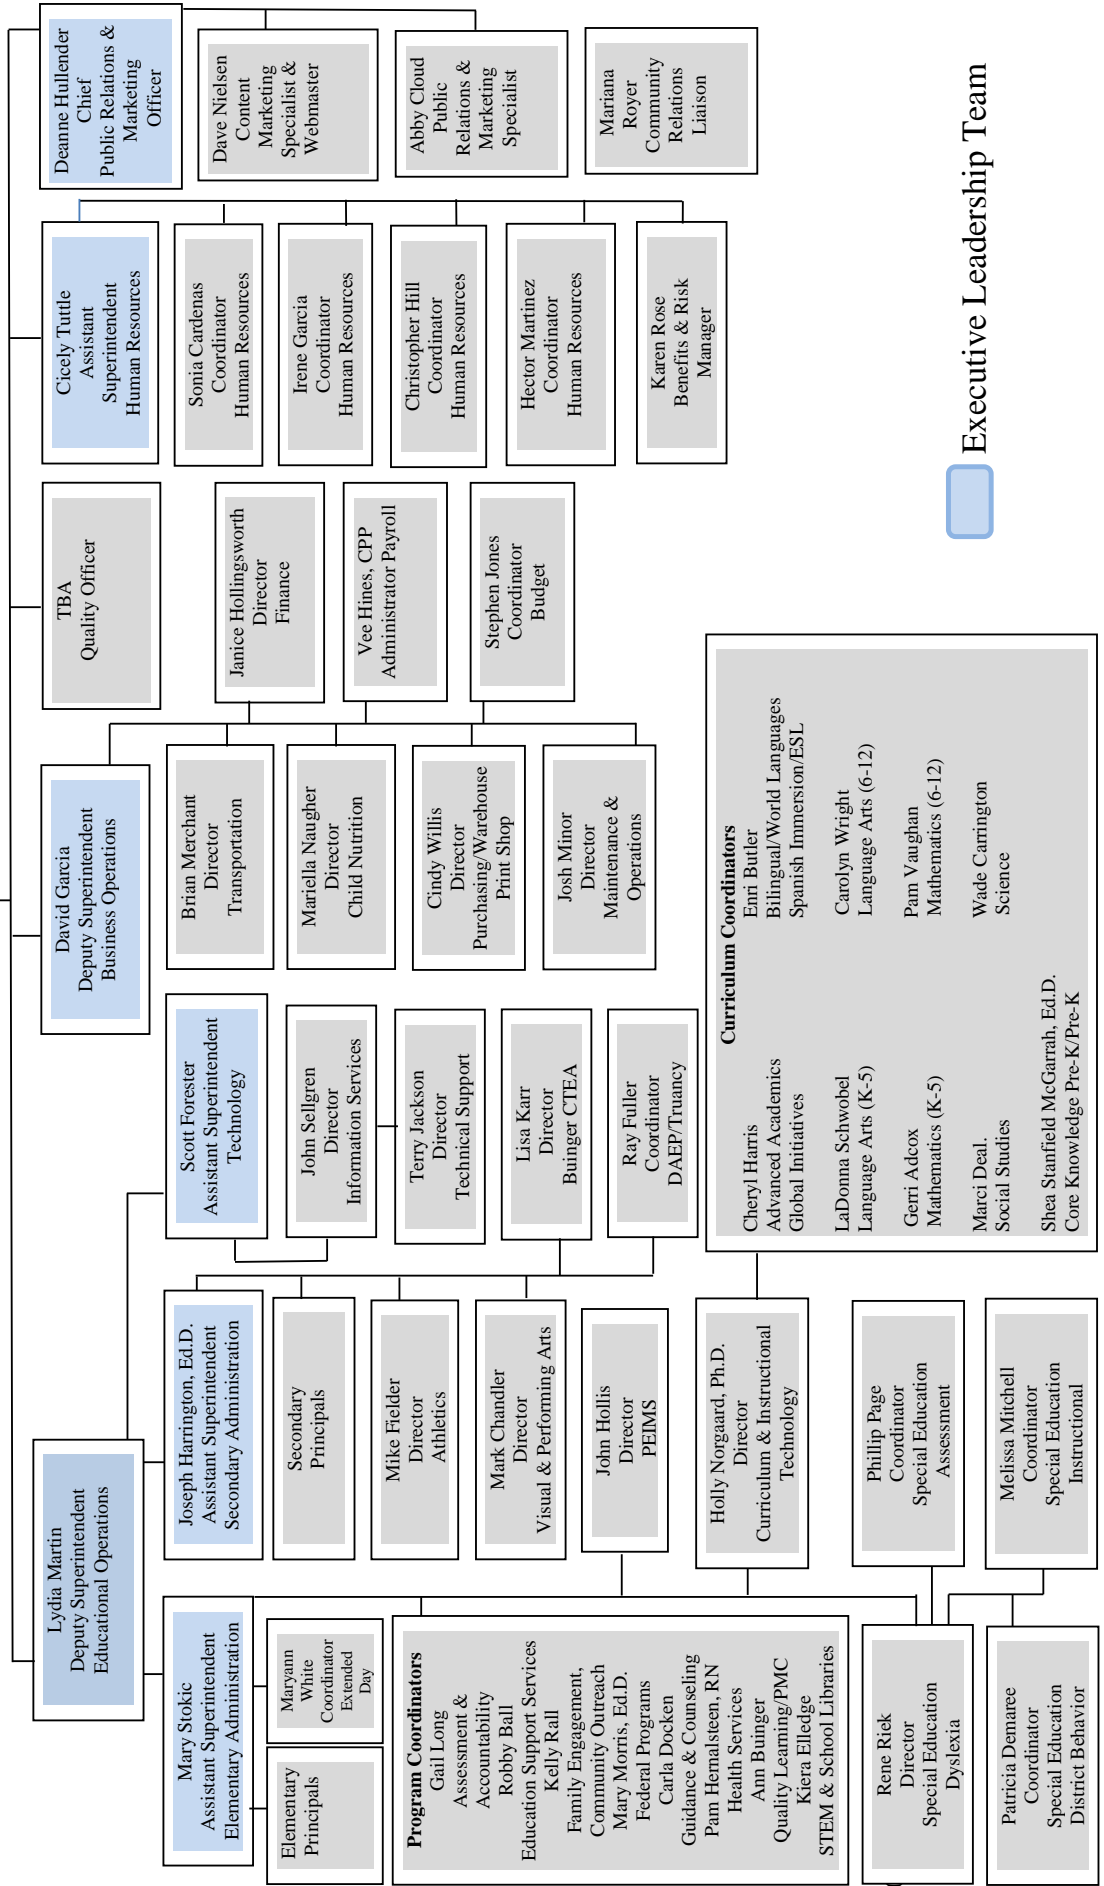 Lydia Martin
Deputy Superintendent
Educational Operations
David Garcia
Deputy Superintendent
Business Operations
TBA
Quality Officer
Cicely Tuttle
Assistant
Superintendent
Human Resources
Deanne Hullender
Chief
Public Relations &
Marketing
Officer
Mary Stokic
Assistant Superintendent
Elementary Administration
Elementary
Principals
Maryann
White
Coordinator
Extended
Day
Program Coordinators
Gail Long
Assessment &
Accountability
Robby Ball
Education Support Services
Kelly Rall
Family Engagement,
Community Outreach
Mary Morris, Ed.D.
Federal Programs
Carla Docken
Guidance & Counseling
Pam Hernalsteen, RN
Health Services
Ann Buinger
Quality Learning/PMC
Kiera Elledge
STEM & School Libraries
Rene Riek
Director
Special Education
Dyslexia
Patricia Demaree
Coordinator
Special Education
District Behavior
Joseph Harrington, Ed.D.
Assistant Superintendent
Secondary Administration
Secondary
Principals
Mike Fielder
Director
Athletics
Mark Chandler
Director
Visual & Performing Arts
John Hollis
Director
PEIMS
Holly Norgaard, Ph.D.
Director
Curriculum & Instructional
Technology
Phillip Page
Coordinator
Special Education
Assessment
Melissa Mitchell
Coordinator
Special Education
Instructional
Scott Forester
Assistant Superintendent
Technology
John Sellgren
Director
Information Services
Terry Jackson
Director
Technical Support
Lisa Karr
Director
Buinger CTEA
Ray Fuller
Coordinator
DAEP/Truancy
Curriculum Coordinators
Cheryl Harris
Advanced Academics
Global Initiatives
LaDonna Schwobel
Language Arts (K-5)
Gerri Adcox
Mathematics (K-5)
Marci Deal.
Social Studies
Shea Stanfield McGarrah, Ed.D.
Core Knowledge Pre-K/Pre-K
Enri Butler
Bilingual/World Languages
Spanish Immersion/ESL
Carolyn Wright
Language Arts (6-12)
Pam Vaughan
Mathematics (6-12)
Wade Carrington
Science
Brian Merchant
Director
Transportation
Mariella Naugher
Director
Child Nutrition
Cindy Willis
Director
Purchasing/Warehouse
Print Shop
Josh Minor
Director
Maintenance &
Operations
Janice Hollingsworth
Director
Finance
Vee Hines, CPP
Administrator Payroll
Stephen Jones
Coordinator
Budget
Sonia Cardenas
Coordinator
Human Resources
Irene Garcia
Coordinator
Human Resources
Christopher Hill
Coordinator
Human Resources
Hector Martinez
Coordinator
Human Resources
Karen Rose
Benefits & Risk
Manager
Dave Nielsen
Content
Marketing
Specialist &
Webmaster
Abby Cloud
Public
Relations &
Marketing
Specialist
Mariana
Royer
Community
Relations
Liaison
Executive Leadership Team